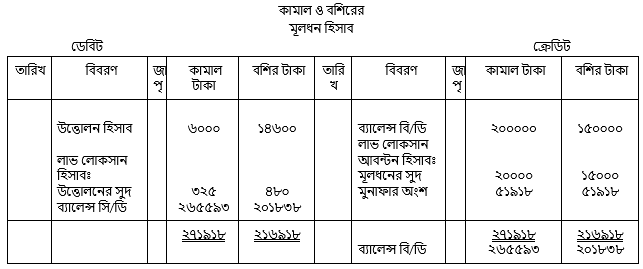 কামাল ও বশিরের
মূলধন হিসাব
ডেবিট ক্রেডিট
তারিখ বিবরণ জা পৃ কামাল টাকা বশির টাকা তারি খ বিবরণ জা পৃ কামাল টাকা বশির টাকা
উত্তোলন হিসাব ৬০০০ ১৪৬০০ ব্যালেন্স বি/ডি ২০০০০০ ১৫০০০০
লাভ লোকসান
লাভ লোকসান আবন্টন হিসাবঃ
হিসাবঃ মূলধনের সুদ ২০০০০ ১৫০০০
উত্তোলনের সুদ ৩২৫ ৪৮০ মুনাফার অংশ ৫১৯১৮ ৫১৯১৮
ব্যালেন্স সি/ডি ২৬৫৫৯৩ ২০১৮৩৮
২৭১৯১৮ ২১৬৯১৮ ২৭১৯১৮ ২১৬৯১৮
ব্যালেন্স বি/ডি ২৬৫৫৯৩ ২০১৮৩৮